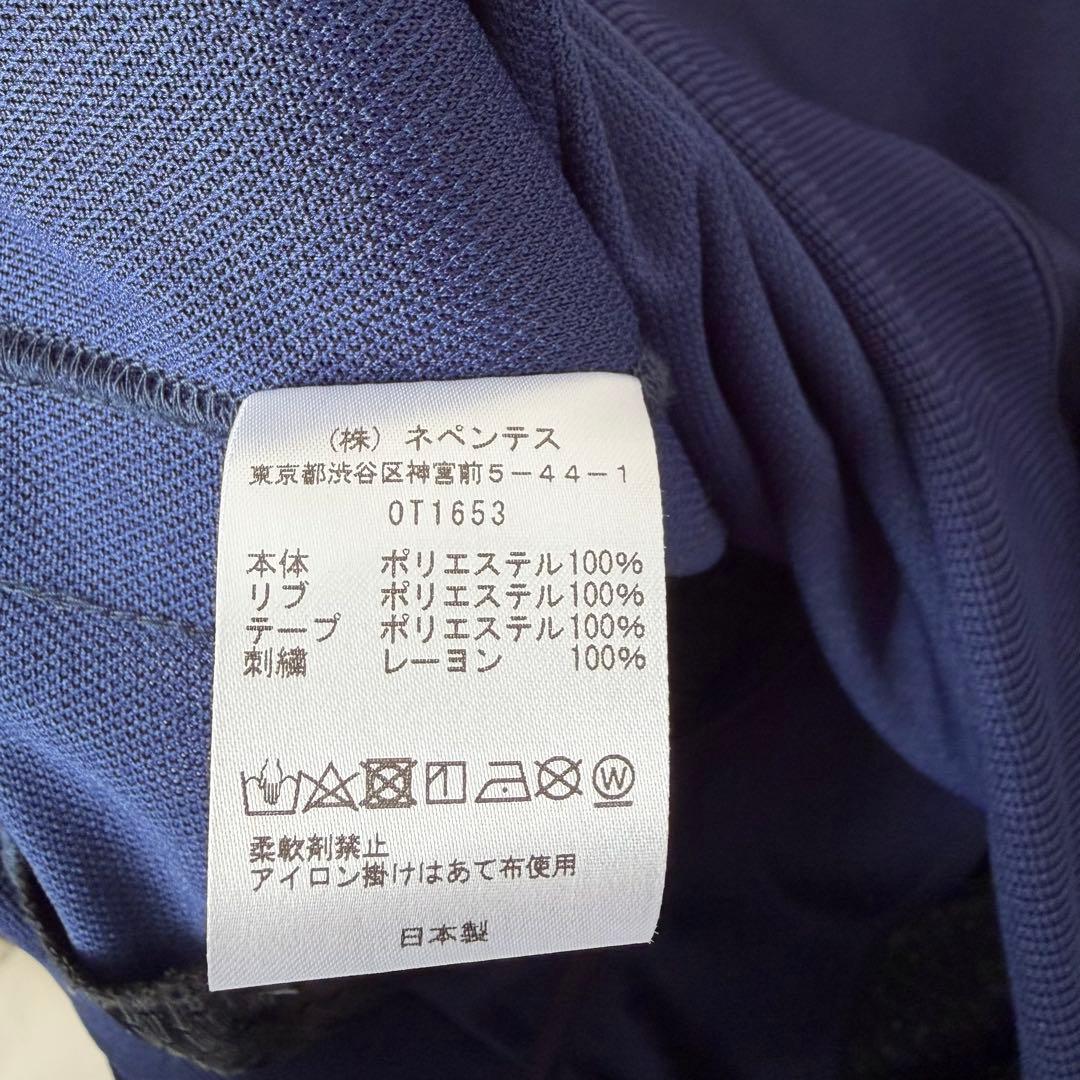 (株) ネペンテス
東京都渋谷区神宮前5-44-1
OT1653
本体 ポリエステル100%
リブ ポリエステル100%
テープ ポリエステル100%
刺繍 レーヨン 100%
1 W
柔軟剤禁止
アイロン掛けはあて布使用
日本製